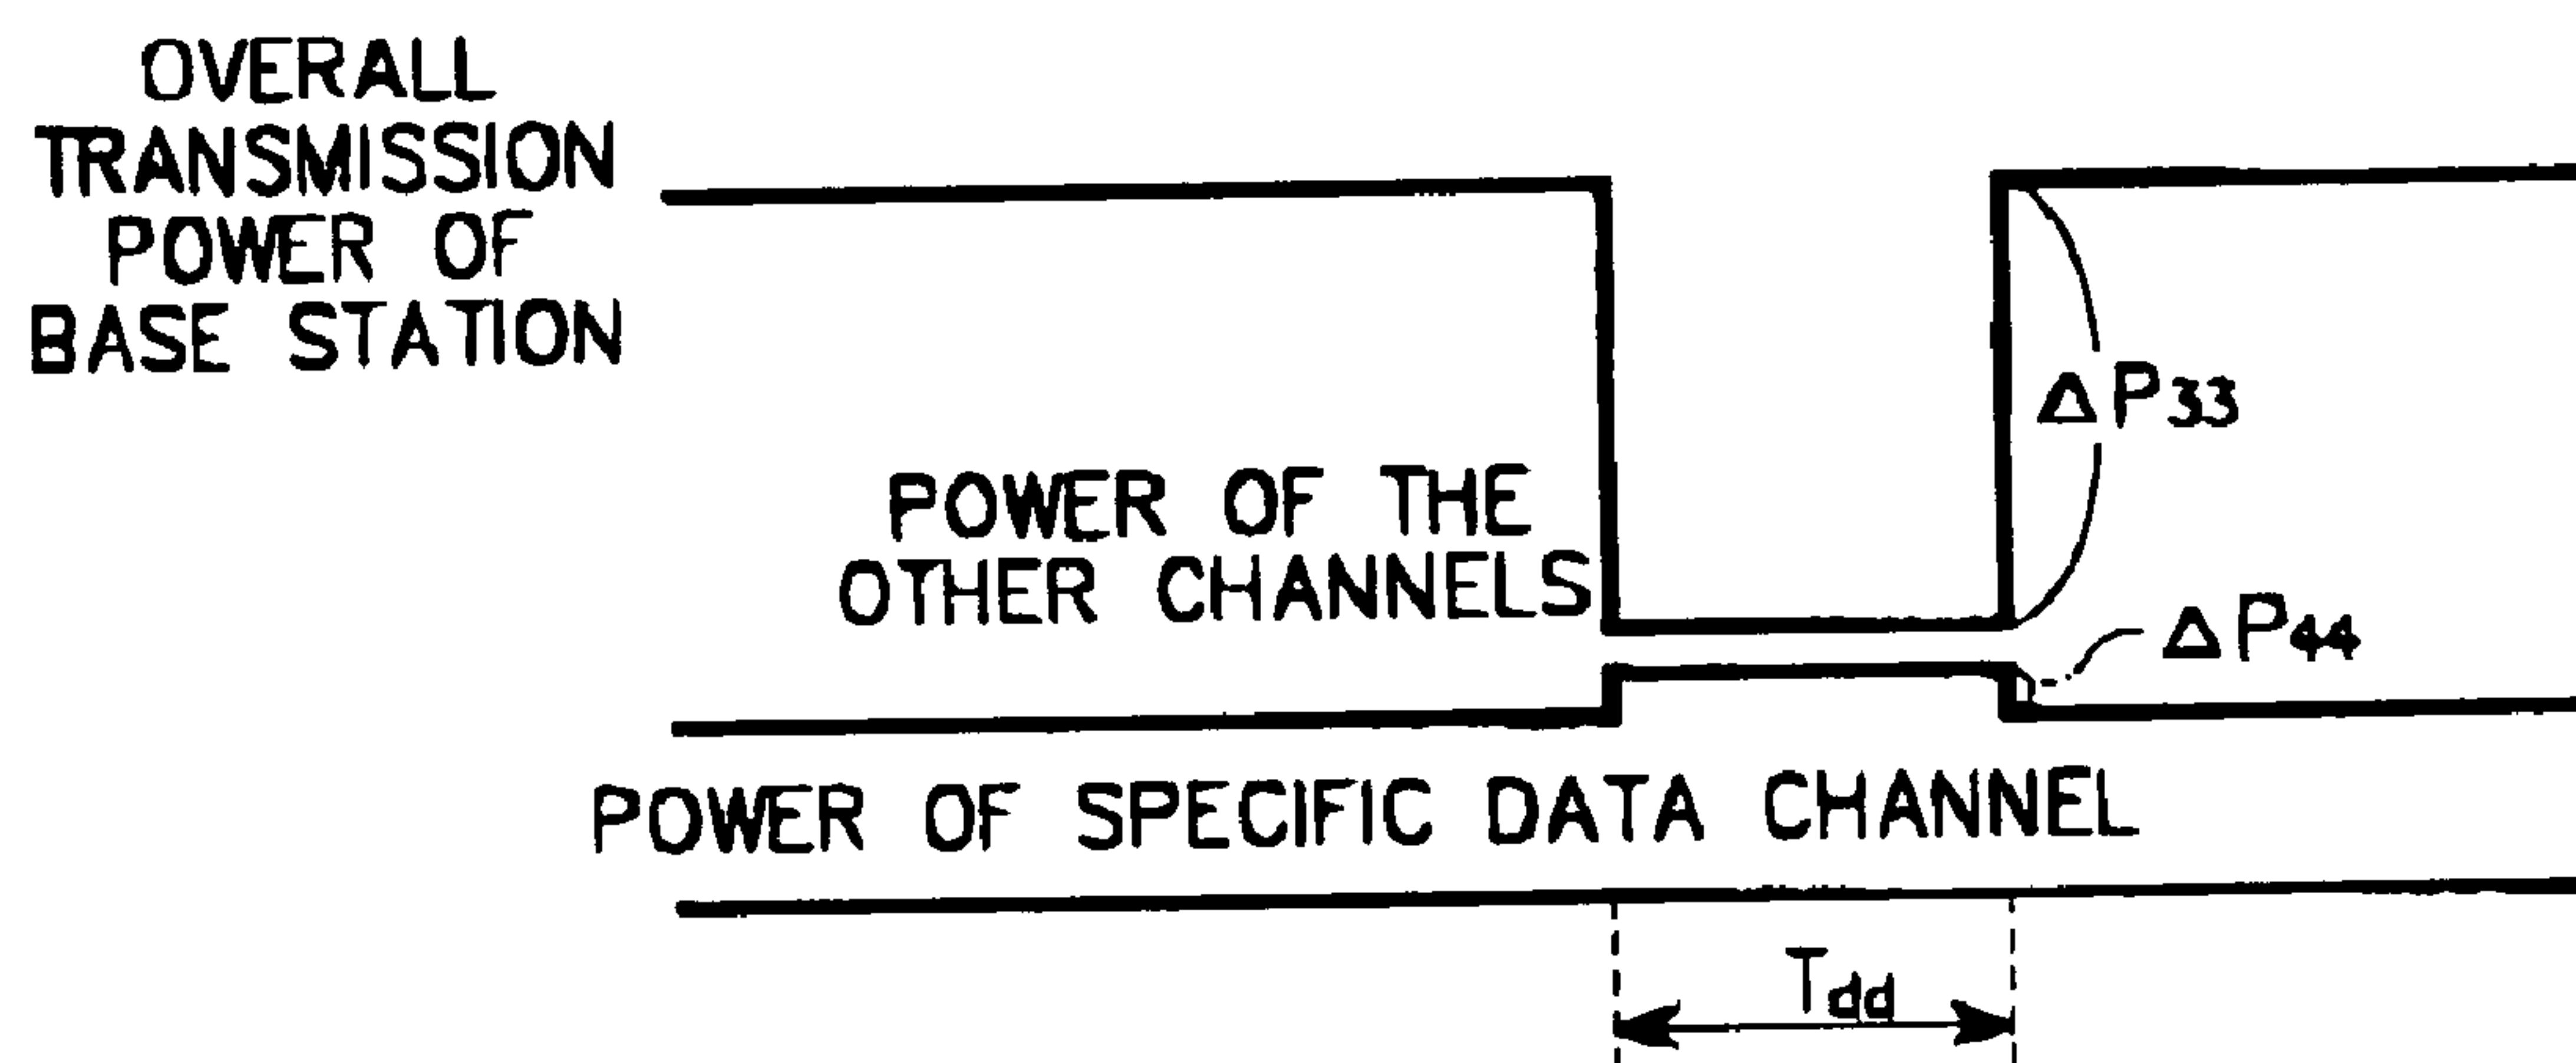 OVERALL
TRANSMISSION
POWER OF
BASE STATION
ΔP33
POWER OF THE
OTHER CHANNELS
ΔP44
POWER OF SPECIFIC DATA CHANNEL
Tdd